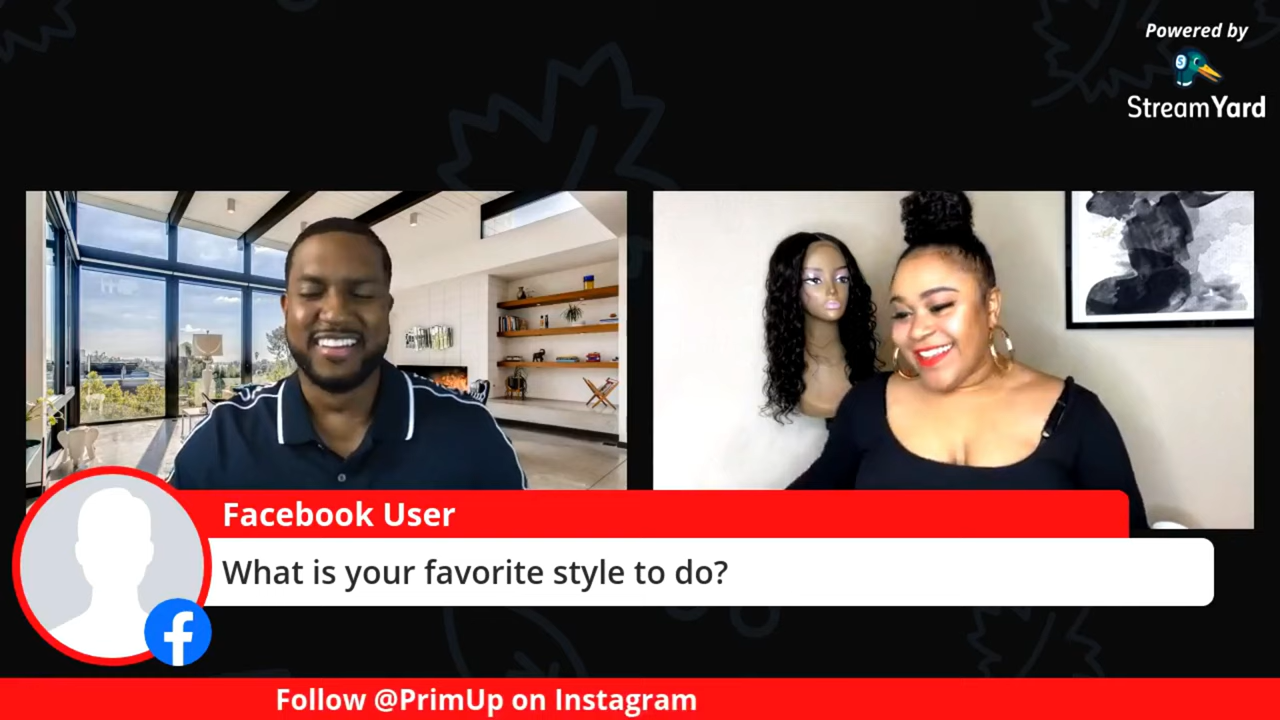 Powered by
StreamYard
Facebook User
What is your favorite style to do?
Follow @PrimUp on Instagram